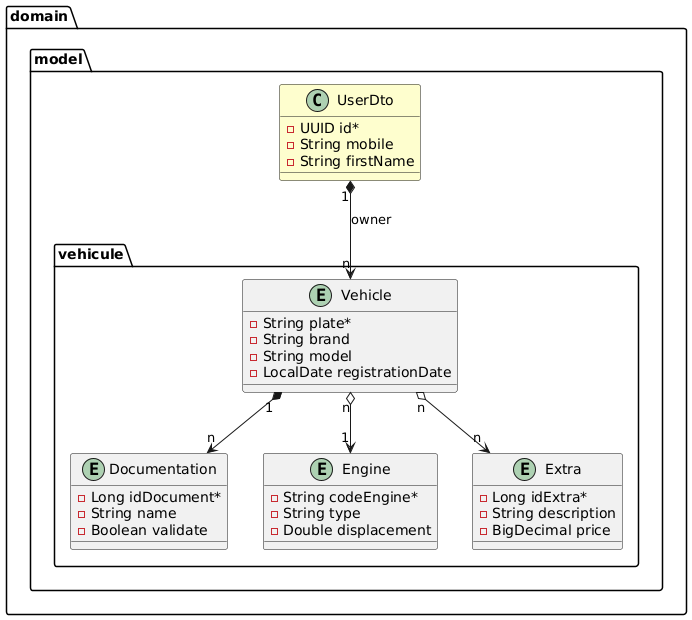 domain
model
C UserDto
UUID id*
String mobile
String firstName
1
owner
n
vehicule
E Vehicle
String plate*
String brand
String model
LocalDate registrationDate
1 n n
n 1 n
E Documentation
Long idDocument*
String name
Boolean validate
E Engine
String codeEngine*
String type
Double displacement
E Extra
Long idExtra*
String description
BigDecimal price